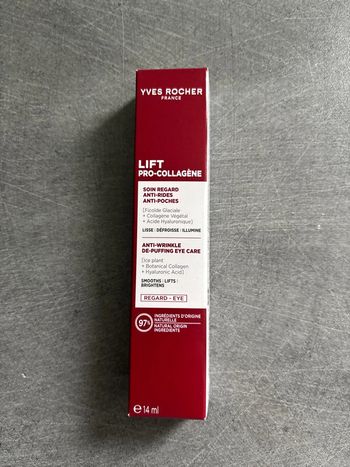 YVES ROCHER
FRANCE
LIFT
PRO-COLLAGÈNE
SOIN REGARD
ANTI-RIDES
ANTI-POCHES
[Ficoïde Glaciale
+ Collagène Végétal
+ Acide Hyaluronique]
LISSE | DÉFROISSE | ILLUMINE
ANTI-WRINKLE
DE-PUFFING EYE CARE
[Ice plant
+ Botanical Collagen
+ Hyaluronic Acid]
SMOOTHS | LIFTS |
BRIGHTENS
REGARD - EYE
97%
INGRÉDIENTS D'ORIGINE
NATURELLE
NATURAL ORIGIN
INGREDIENTS
℮ 14 ml